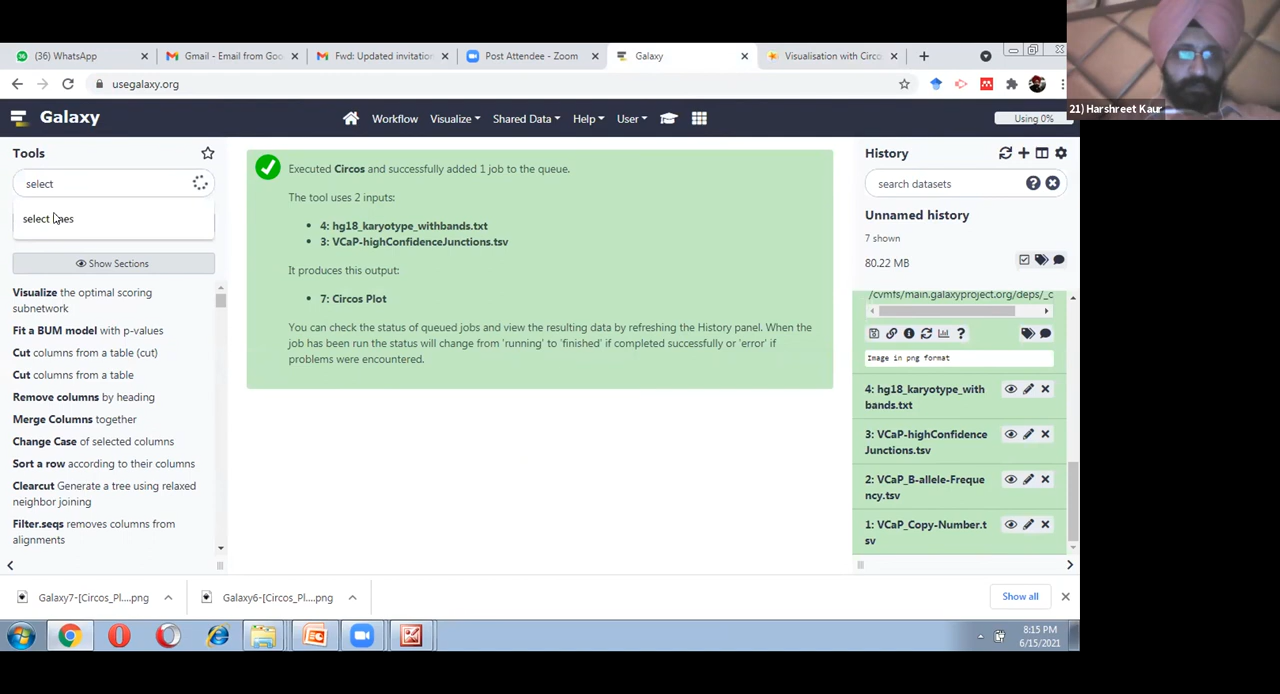 (36) WhatsApp
Gmail - Email from Goo
Fwd: Updated invitation
Post Attendee - Zoom
Galaxy
Visualisation with Circo
usegalaxy.org
21) Harshreet Kaur
Galaxy
Workflow
Visualize
Shared Data
Help
User
Using 0%
Tools
select
select
Show Sections
Visualize the optimal scoring
subnetwork
Fit a BUM model with p-values
Cut columns from a table (cut)
Cut columns from a table
Remove columns by heading
Merge Columns together
Change Case of selected columns
Sort a row according to their columns
Clearcut Generate a tree using relaxed
neighbor joining
Filter.seqs removes columns from
alignments
Executed Circos and successfully added 1 job to the queue.
The tool uses 2 inputs:
• 4: hg18_karyotype_withbands.txt
• 3: VCaP-highConfidenceJunctions.tsv
It produces this output:
• 7: Circos Plot
You can check the status of queued jobs and view the resulting data by refreshing the History panel. When the
job has been run the status will change from 'running' to 'finished' if completed successfully or 'error' if
problems were encountered.
History
search datasets
Unnamed history
7 shown
80.22 MB
/cvmfs/main.galaxyproject.org/deps/_c
Image in png format
4: hg18_karyotype_with
bands.txt
3: VCaP-highConfidence
Junctions.tsv
2: VCaP_B-allele-Freque
ncy.tsv
1: VCaP_Copy-Number.t
sv
Galaxy7-[Circos_Pl....png
Galaxy6-[Circos_Pl....png
Show all
8:15 PM
6/15/2021